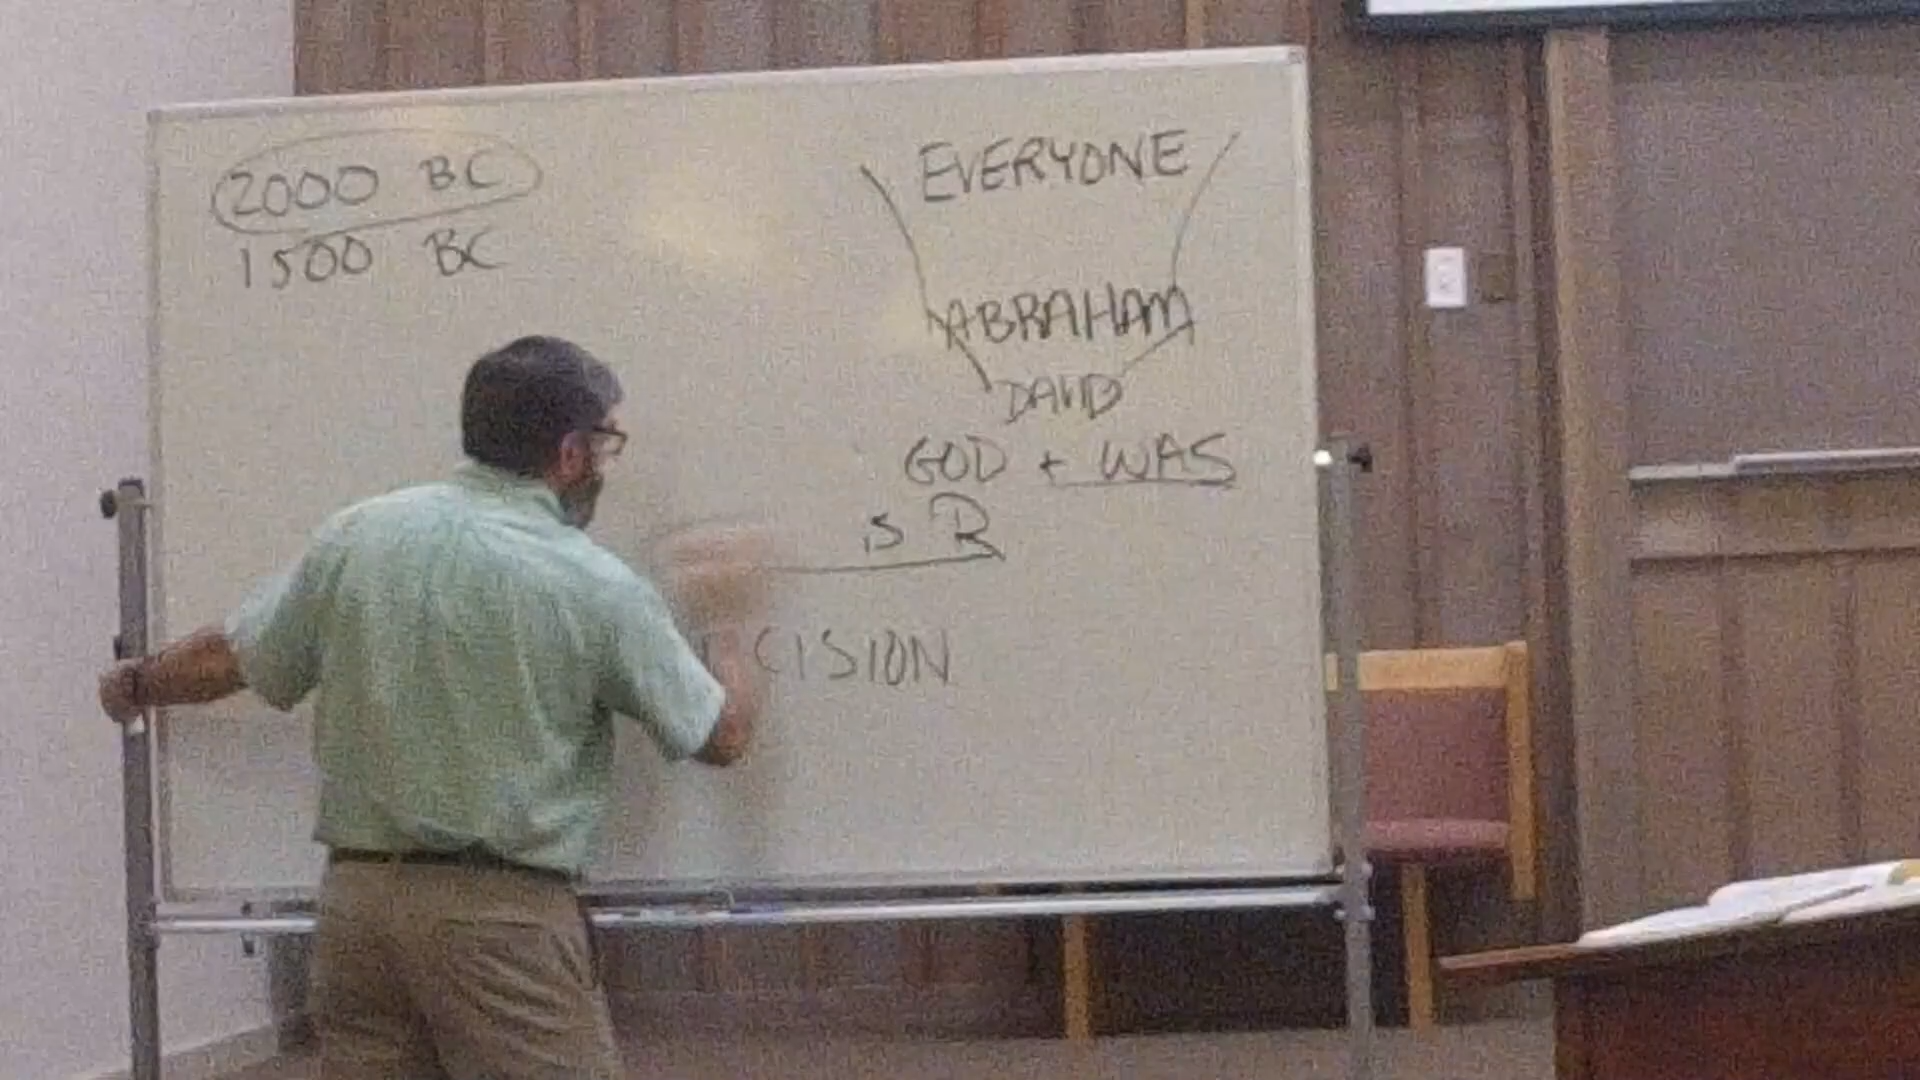 2000 BC
1500 BC
EVERYONE
ABRAHAM
DAVID
GOD + WAS
S R
CISION